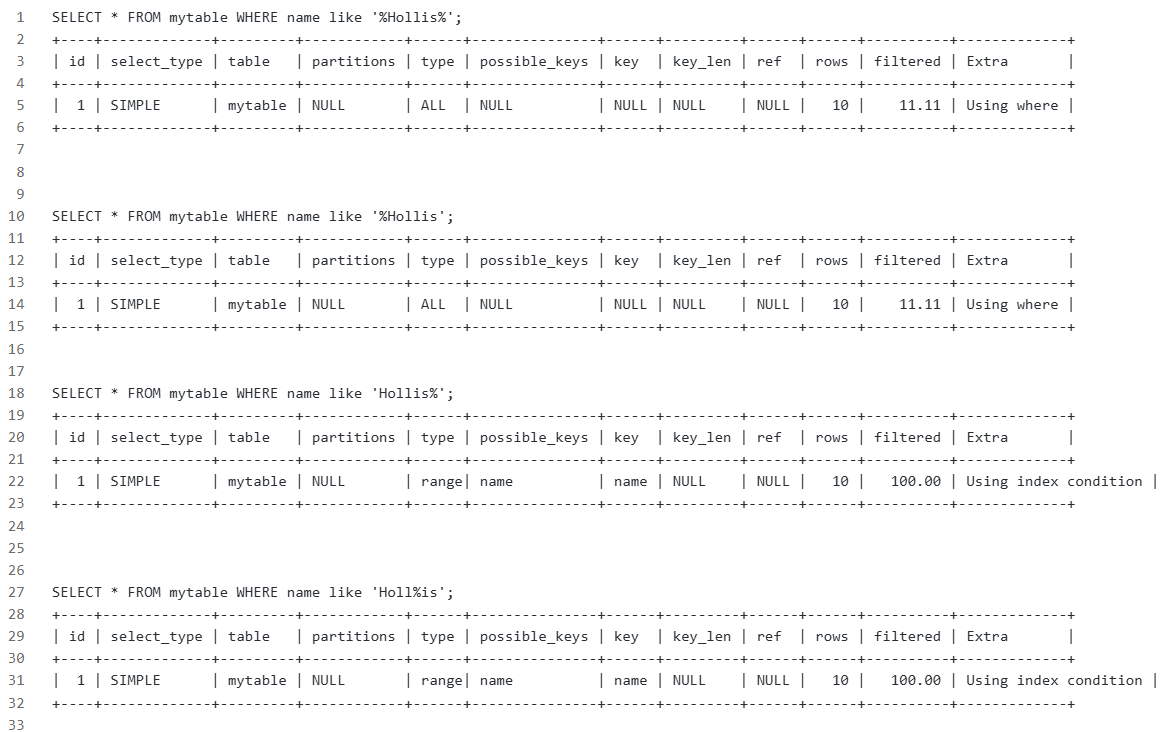 1 SELECT * FROM mytable WHERE name like '%Hollis%';
2 +----+-------------+---------+------------+------+---------------+------+---------+------+------+----------+-------------+
3 | id | select_type | table   | partitions | type | possible_keys | key  | key_len | ref  | rows | filtered | Extra       |
4 +----+-------------+---------+------------+------+---------------+------+---------+------+------+----------+-------------+
5 |  1 | SIMPLE      | mytable | NULL       | ALL  | NULL          | NULL | NULL    | NULL |   10 |    11.11 | Using where |
6 +----+-------------+---------+------------+------+---------------+------+---------+------+------+----------+-------------+
7
8
9
10 SELECT * FROM mytable WHERE name like '%Hollis';
11 +----+-------------+---------+------------+------+---------------+------+---------+------+------+----------+-------------+
12 | id | select_type | table   | partitions | type | possible_keys | key  | key_len | ref  | rows | filtered | Extra       |
13 +----+-------------+---------+------------+------+---------------+------+---------+------+------+----------+-------------+
14 |  1 | SIMPLE      | mytable | NULL       | ALL  | NULL          | NULL | NULL    | NULL |   10 |    11.11 | Using where |
15 +----+-------------+---------+------------+------+---------------+------+---------+------+------+----------+-------------+
16
17
18 SELECT * FROM mytable WHERE name like 'Hollis%';
19 +----+-------------+---------+------------+------+---------------+------+---------+------+------+----------+-------------+
20 | id | select_type | table   | partitions | type | possible_keys | key  | key_len | ref  | rows | filtered | Extra       |
21 +----+-------------+---------+------------+------+---------------+------+---------+------+------+----------+-------------+
22 |  1 | SIMPLE      | mytable | NULL       | range| name          | name | NULL    | NULL |   10 |   100.00 | Using index condition |
23 +----+-------------+---------+------------+------+---------------+------+---------+------+------+----------+-------------+
24
25
26
27 SELECT * FROM mytable WHERE name like 'Holl%is';
28 +----+-------------+---------+------------+------+---------------+------+---------+------+------+----------+-------------+
29 | id | select_type | table   | partitions | type | possible_keys | key  | key_len | ref  | rows | filtered | Extra       |
30 +----+-------------+---------+------------+------+---------------+------+---------+------+------+----------+-------------+
31 |  1 | SIMPLE      | mytable | NULL       | range| name          | name | NULL    | NULL |   10 |   100.00 | Using index condition |
32 +----+-------------+---------+------------+------+---------------+------+---------+------+------+----------+-------------+
33